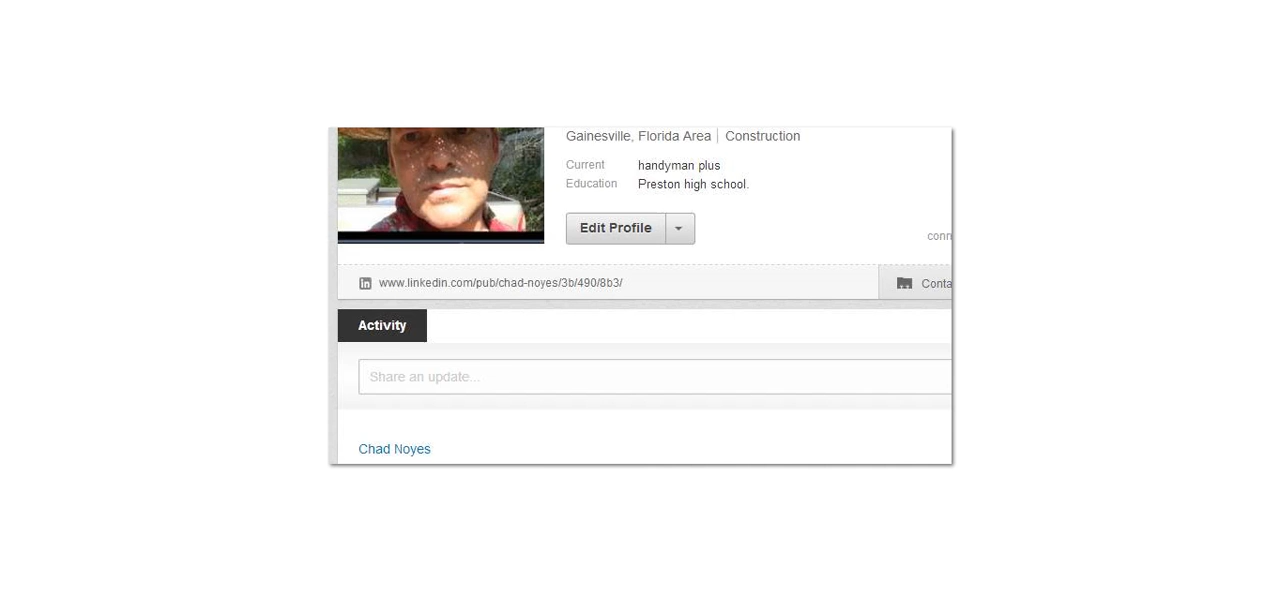 Gainesville, Florida Area | Construction
Current handyman plus
Education Preston high school.
Edit Profile
conn
in www.linkedin.com/pub/chad-noyes/3b/490/8b3/
Conta
Activity
Share an update...
Chad Noyes